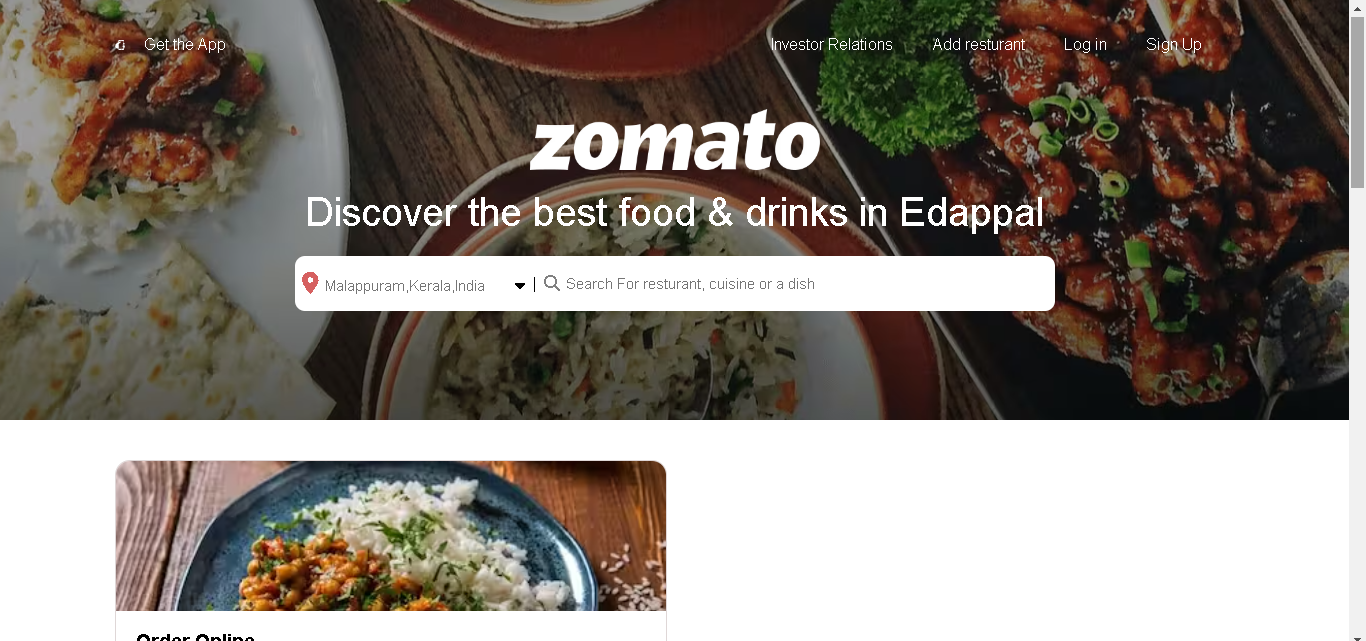 Get the App
Investor Relations
Add resturant
Log in
Sign Up
zomato
Discover the best food & drinks in Edappal
Malappuram,Kerala,India
Search For resturant, cuisine or a dish
Order Online